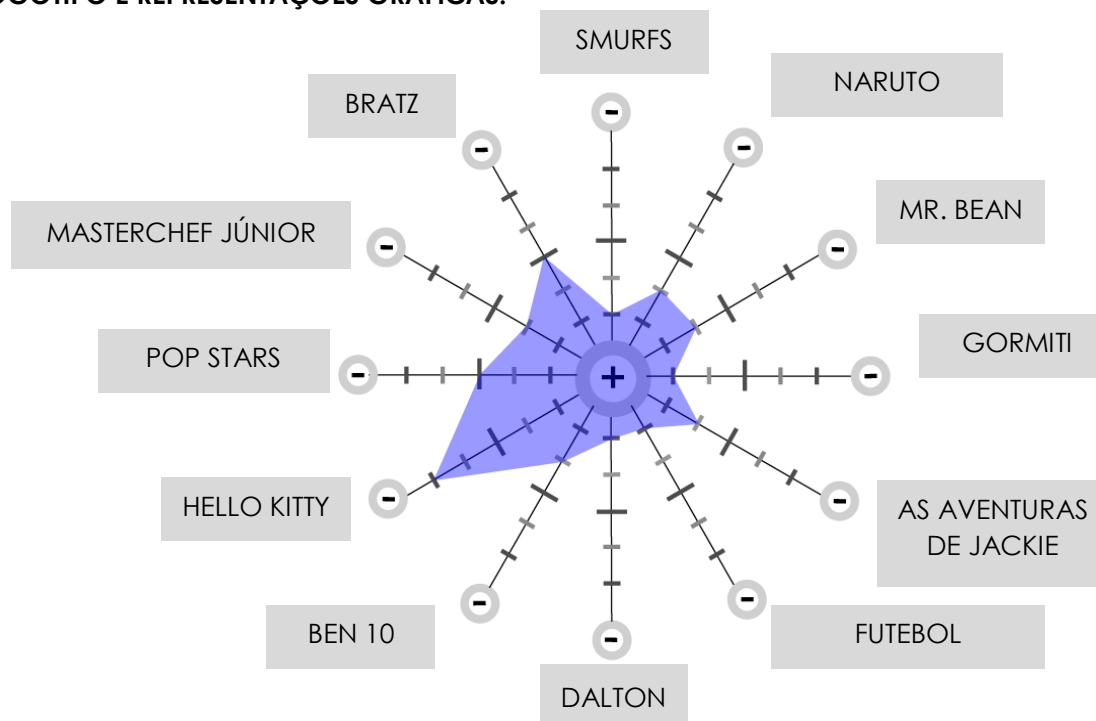 SMURFS
NARUTO
BRATZ
MR. BEAN
MASTERCHEF JÚNIOR
GORMITI
POP STARS
+
HELLO KITTY
AS AVENTURAS
DE JACKIE
BEN 10
FUTEBOL
DALTON